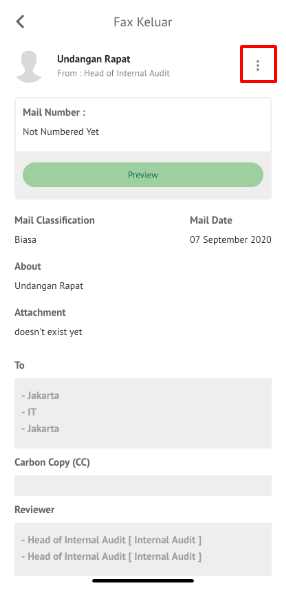 Fax Keluar
Undangan Rapat
From : Head of Internal Audit
Mail Number :
Not Numbered Yet
Preview
Mail Classification
Mail Date
Biasa
07 September 2020
About
Undangan Rapat
Attachment
doesn't exist yet
To
- Jakarta
- IT
- Jakarta
Carbon Copy (CC)
Reviewer
- Head of Internal Audit [ Internal Audit ]
- Head of Internal Audit [ Internal Audit ]